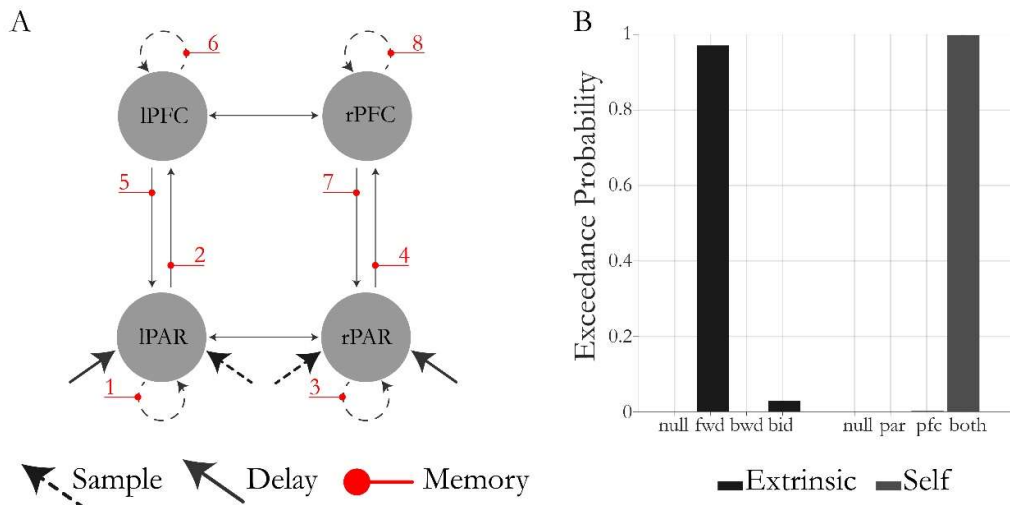 A
6
8
lPFC
rPFC
5
7
2
4
lPAR
rPAR
1
3
Sample
Delay
Memory
B
Exceedance Probability
1
0.8
0.6
0.4
0.2
0
null fwd bwd bid
null par pfc both
Extrinsic
Self